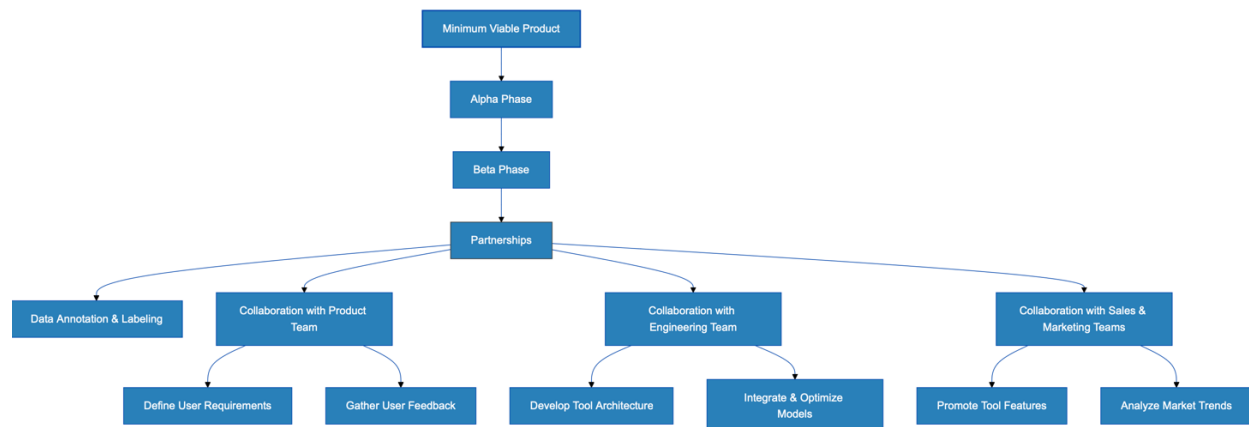 Minimum Viable Product
Alpha Phase
Beta Phase
Partnerships
Data Annotation & Labeling
Collaboration with Product
Team
Collaboration with
Engineering Team
Collaboration with Sales &
Marketing Teams
Define User Requirements
Gather User Feedback
Develop Tool Architecture
Integrate & Optimize
Models
Promote Tool Features
Analyze Market Trends